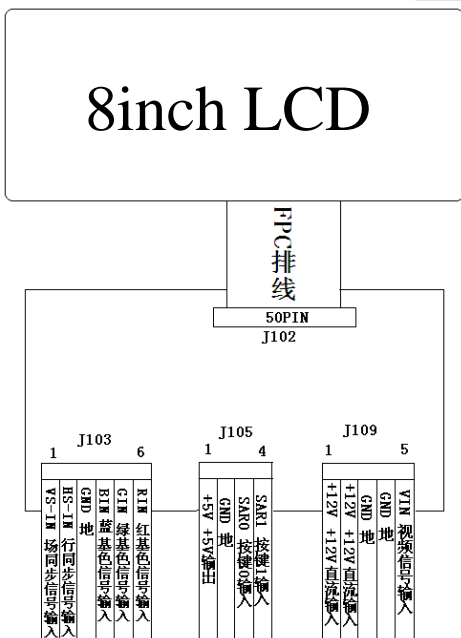 8inch LCD
FPC排线
50PIN
J102
J103
1 6
VS-IN 场同步信号输入
HS-IN 行同步信号输入
GND 地
BIN 蓝基色信号输入
GIN 绿基色信号输入
RIN 红基色信号输入
J105
1 4
+5V +5V输出
GND 地
SAR0 按键0输入
SAR1 按键1输入
J109
1 5
+12V +12V直流输入
+12V +12V直流输入
GND 地
GND 地
VIN 视频信号输入